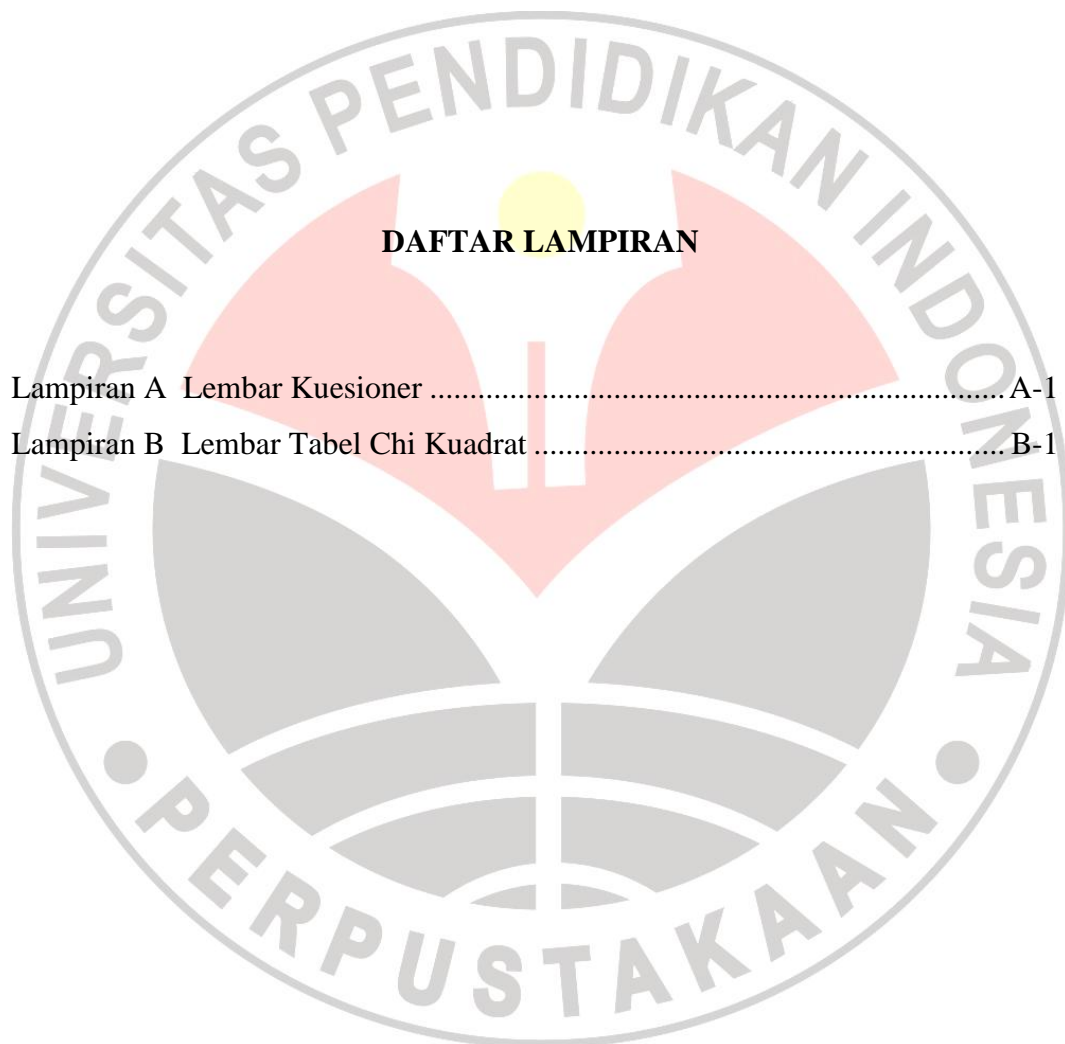 UNIVERSITAS PENDIDIKAN INDONESIA
DAFTAR LAMPIRAN
Lampiran A  Lembar Kuesioner ........................................................................ A-1
Lampiran B  Lembar Tabel Chi Kuadrat ........................................................... B-1
PERPUSTAKAAN